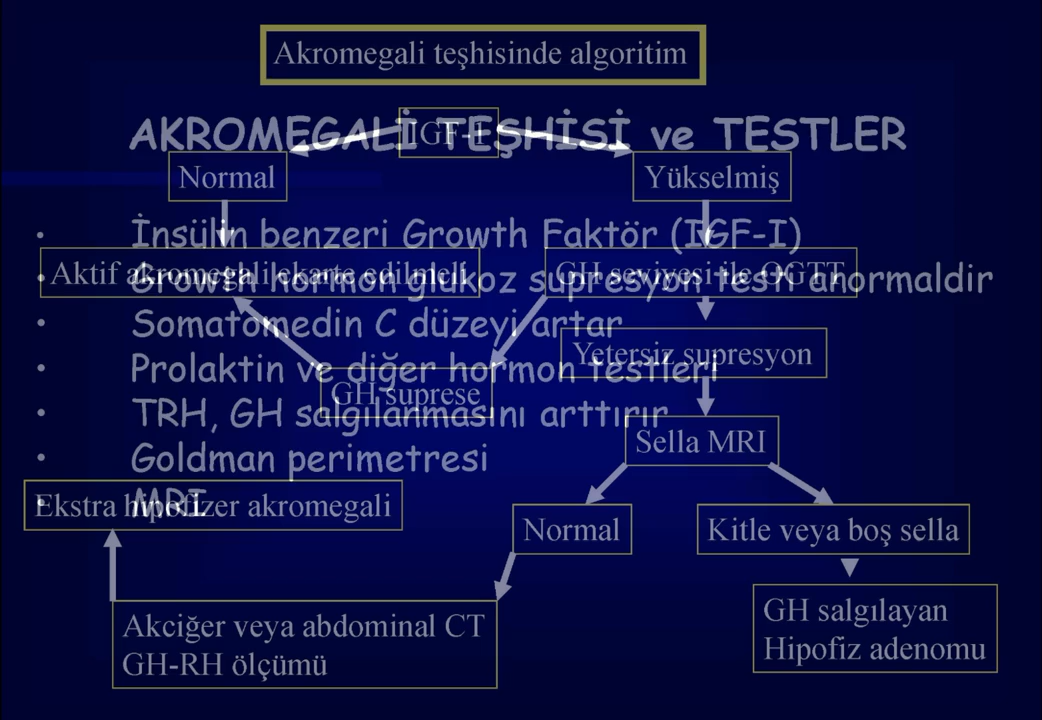 Akromegali teşhisinde algoritim
AKROMEGALİ TEŞHİSİ ve TESTLER
IGF-1
Normal
Yükselmiş
• İnsülin benzeri Growth Faktör (IGF-I)
Aktif akromegali ekarte edilmeli
GH seviyesi ile OGTT
• Growth hormon glukoz supresyon testi anormaldir
• Somatomedin C düzeyi artar
Yetersiz supresyon
• Prolaktin ve diğer hormon testleri
GH suprese
• TRH, GH salgılanmasını arttırır
Sella MRI
• Goldman perimetresi
• MRI
Ekstra hipofizer akromegali
Normal
Kitle veya boş sella
Akciğer veya abdominal CT
GH-RH ölçümü
GH salgılayan
Hipofiz adenomu